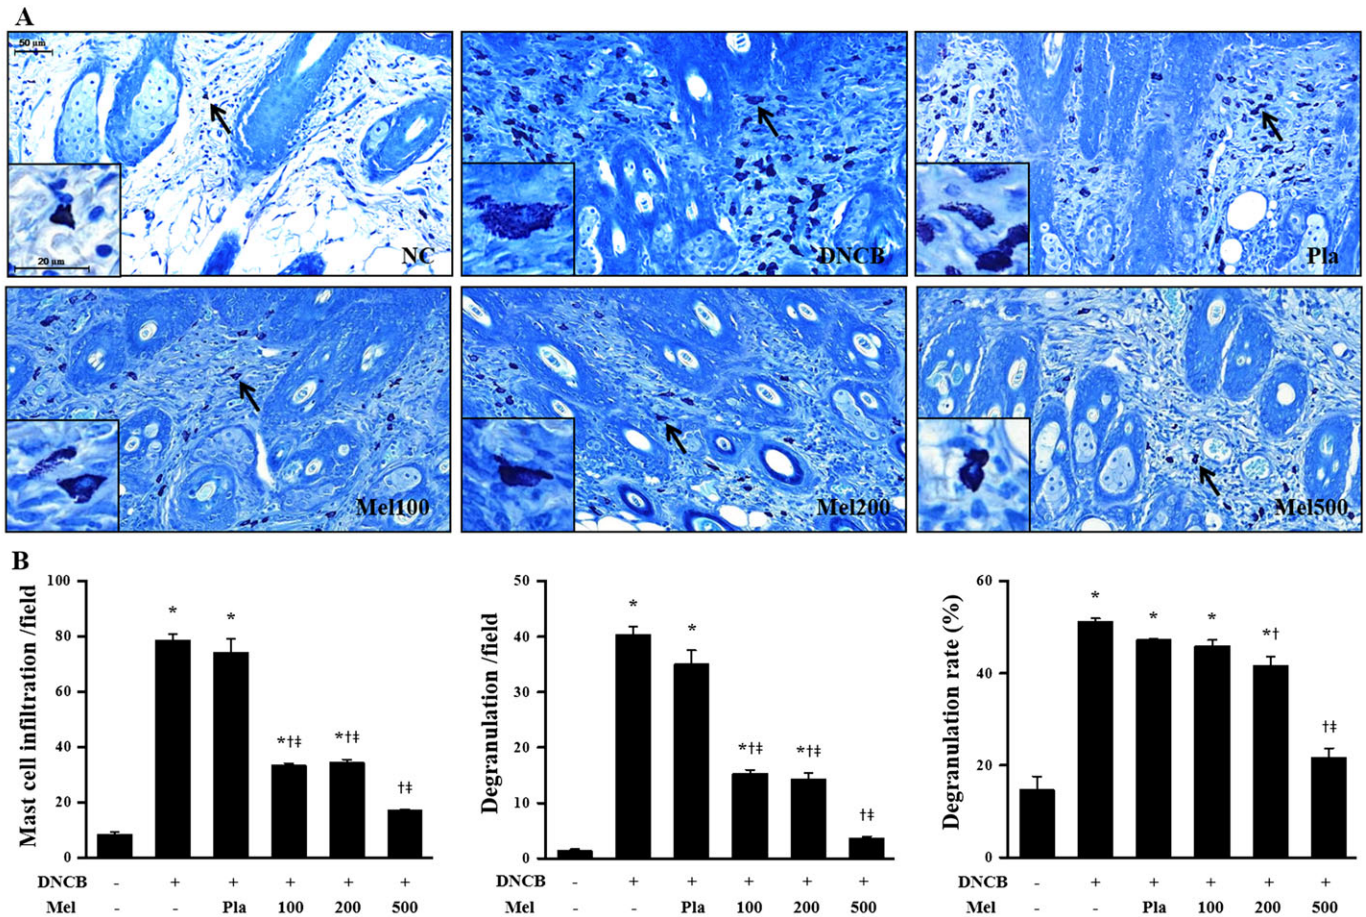 A
50 μm
20 μm
NC
DNCB
Pla
Mel100
Mel200
Mel500
B
Mast cell infiltration /field
100
80
60
40
20
0
*
*
*†‡
*†‡
†‡
DNCB - + + + + +
Mel - - Pla 100 200 500
Degranulation /field
50
40
30
20
10
0
*
*
*†‡
*†‡
†‡
- + + + + +
- - Pla 100 200 500
Degranulation rate (%)
60
40
20
0
*
*
*
*†
†‡
DNCB - + + + + +
Mel - - Pla 100 200 500